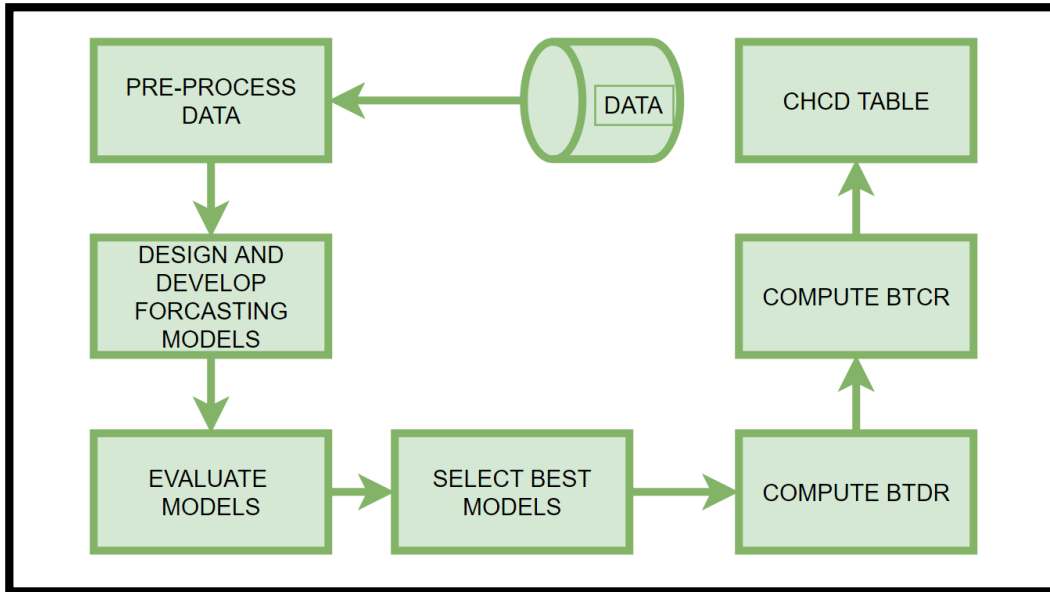 PRE-PROCESS
DATA
DATA
CHCD TABLE
DESIGN AND
DEVELOP
FORCASTING
MODELS
COMPUTE BTCR
EVALUATE
MODELS
SELECT BEST
MODELS
COMPUTE BTDR